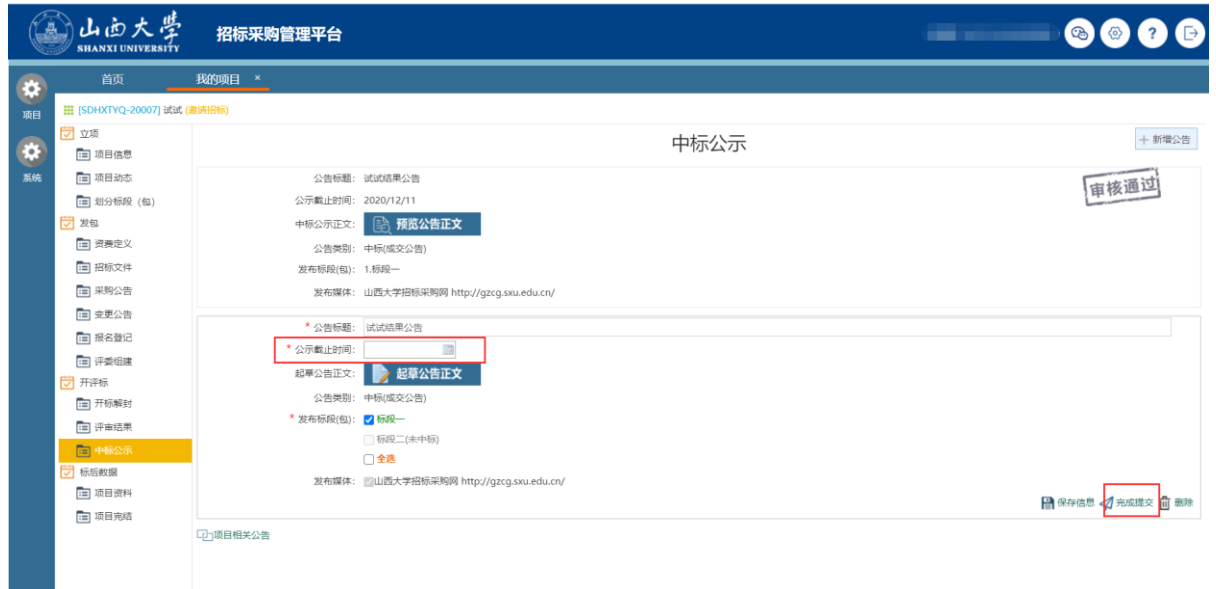 山西大学
SHANXI UNIVERSITY
招标采购管理平台
?
首页
我的项目 ×
项目
系统
[SDHXTYQ-20007] 试试 (邀请招标)
立项
项目信息
项目动态
划分标段 (包)
发包
资费定义
招标文件
采购公告
变更公告
报名登记
评委组建
开评标
开标解封
评审结果
中标公示
标后数据
项目资料
项目完结
中标公示
+ 新增公告
公告标题: 试试结果公告
审核通过
公示截止时间: 2020/12/11
中标公示正文: 预览公告正文
公告类别: 中标(成交公告)
发布标段(包): 1.标段一
发布媒体: 山西大学招标采购网 http://gzcg.sxu.edu.cn/
* 公告标题: 试试结果公告
* 公示截止时间:
起草公告正文: 起草公告正文
公告类别: 中标(成交公告)
* 发布标段(包): 标段一
标段二(未中标)
全选
发布媒体: 山西大学招标采购网 http://gzcg.sxu.edu.cn/
保存信息 完成提交 删除
项目相关公告